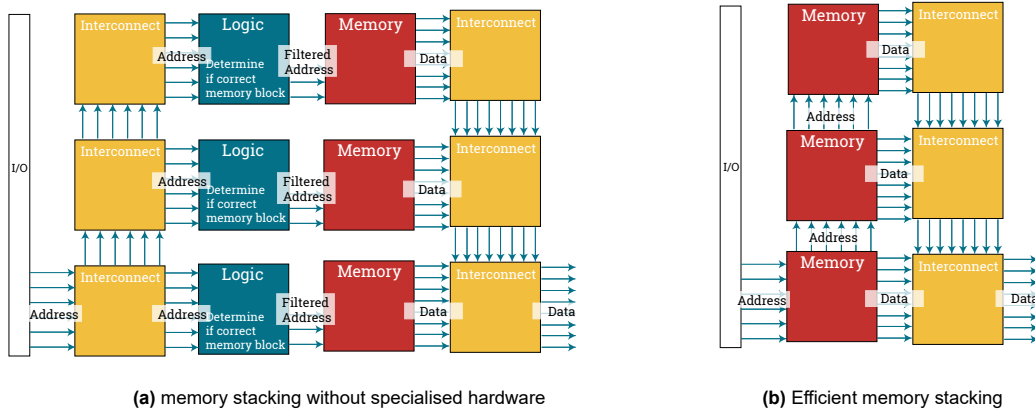 I/O
Interconnect
Address
Logic
Determine
if correct
memory block
Filtered
Address
Memory
Data
Interconnect
Interconnect
Address
Logic
Determine
if correct
memory block
Filtered
Address
Memory
Data
Interconnect
Address
Interconnect
Address
Logic
Determine
if correct
memory block
Filtered
Address
Memory
Data
Interconnect
Data
(a) memory stacking without specialised hardware
I/O
Memory
Data
Interconnect
Address
Memory
Data
Interconnect
Address
Address
Memory
Data
Interconnect
Data
(b) Efficient memory stacking